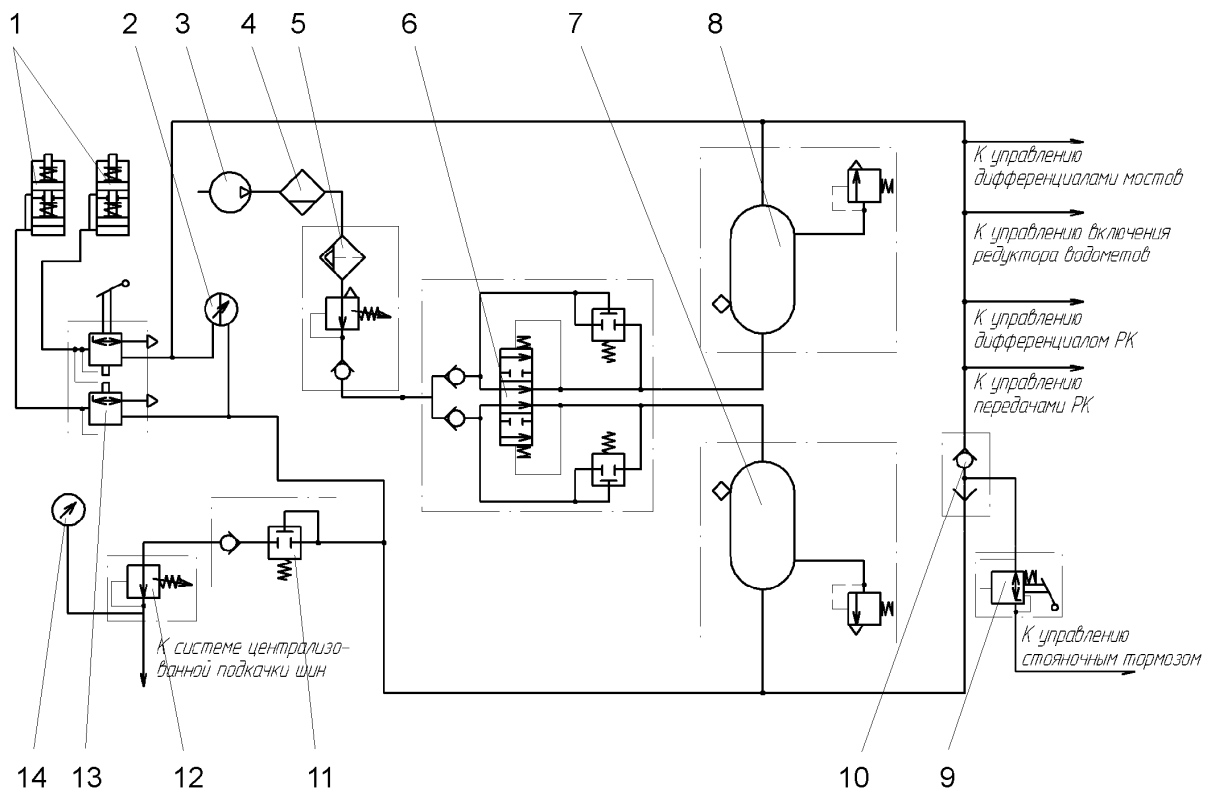 1 2 3 4 5 6 7 8
К управлению
дифференциалами мостов
К управлению включения
редуктора водометов
К управлению
дифференциалом РК
К управлению
передачами РК
К системе централизо-
ванной подкачки шин
К управлению
стояночным тормозом
14 13 12 11 10 9